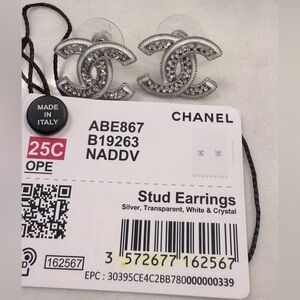 MADE
IN
ITALY
ABE867
B19263
NADDV
CHANEL
25C
OPE
Stud Earrings
Silver, Transparent, White & Crystal
3 572677 162567
162567
EPC : 30395CE4C2BB780000000339